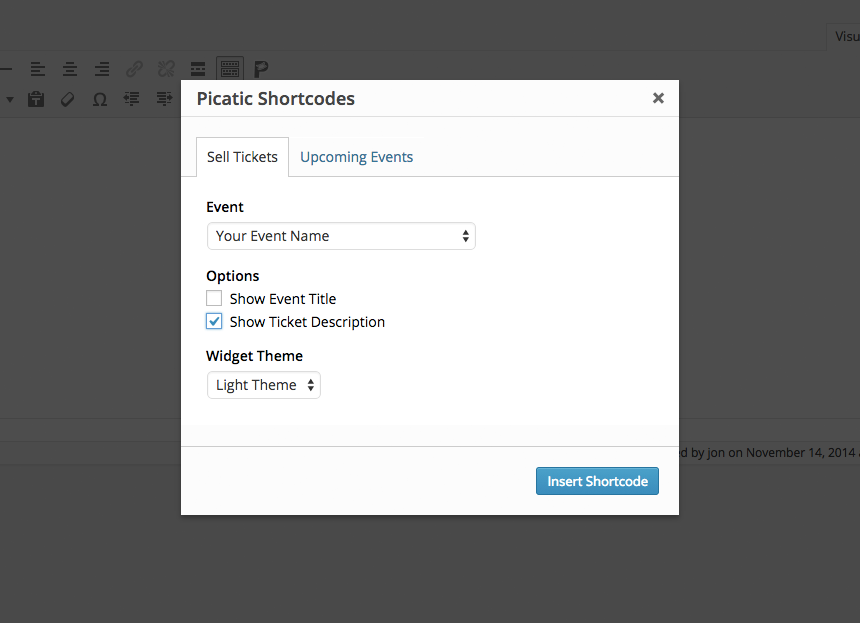 Visu
Picatic Shortcodes
Sell Tickets
Upcoming Events
Event
Your Event Name
Options
Show Event Title
Show Ticket Description
Widget Theme
Light Theme
ed by jon on November 14, 2014
Insert Shortcode